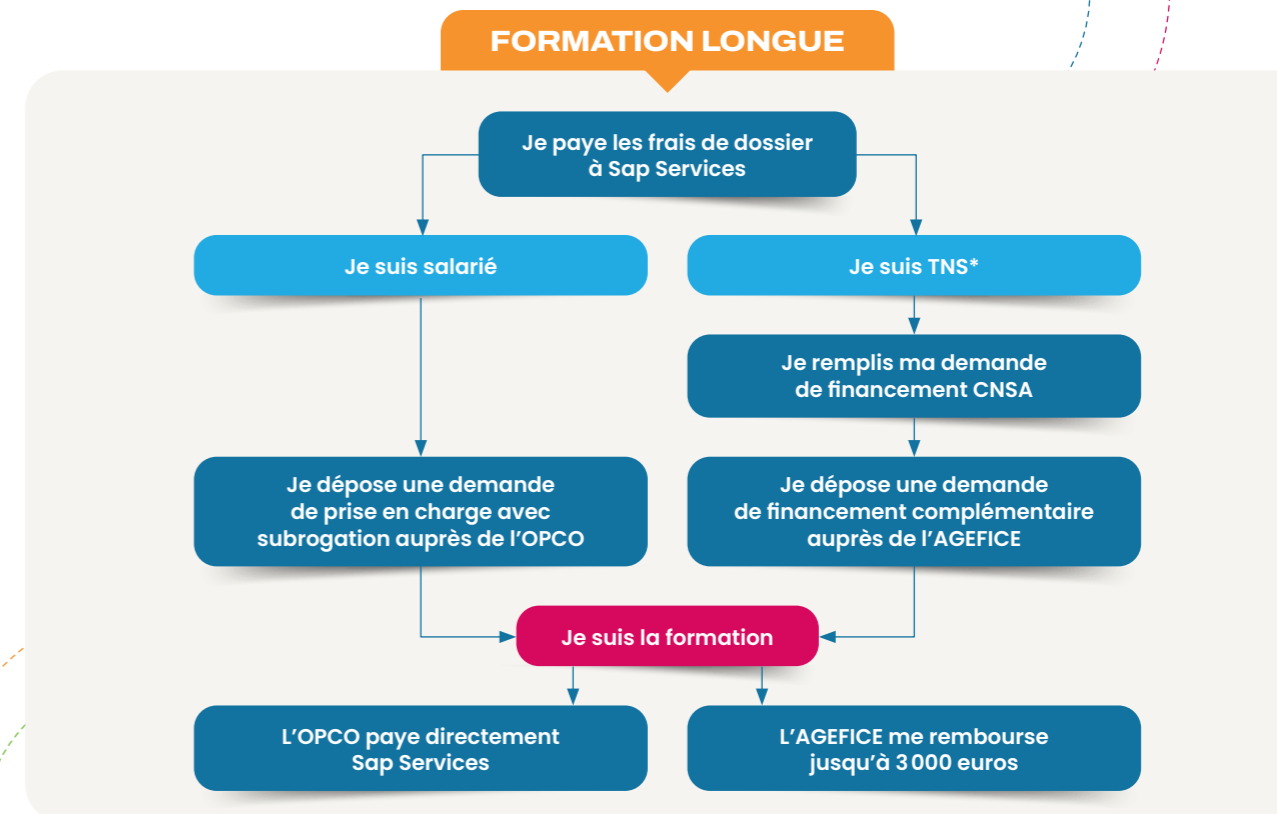 FORMATION LONGUE
Je paye les frais de dossier
à Sap Services
Je suis salarié
Je suis TNS*
Je remplis ma demande
de financement CNSA
Je dépose une demande
de prise en charge avec
subrogation auprès de l’OPCO
Je dépose une demande
de financement complémentaire
auprès de l’AGEFICE
Je suis la formation
L’OPCO paye directement
Sap Services
L’AGEFICE me rembourse
jusqu’à 3 000 euros